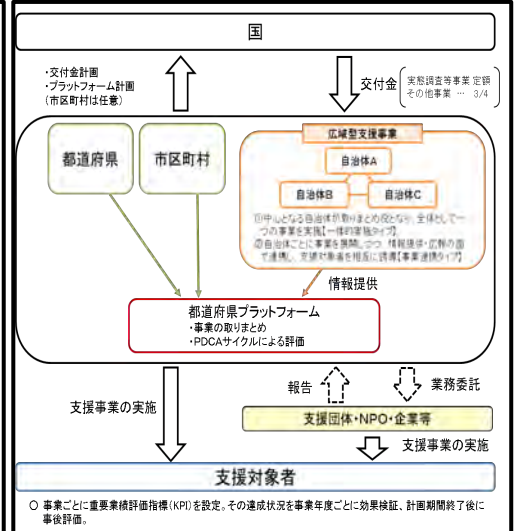 国
・交付金計画
・プラットフォーム計画
(市区町村は任意)
交付金
実態調査等事業 定額
その他事業 … 3/4
都道府県
市区町村
広域型支援事業
自治体A
自治体B
自治体C
①中心となる自治体が取りまとめ役となり、全体として一
つの事業を実施【一体的実施タイプ】
②自治体ごとに事業を展開しつつ、情報提供・広報の面
で連携し、支援対象者を相互に誘導【事業連携タイプ】
情報提供
都道府県プラットフォーム
・事業の取りまとめ
・PDCAサイクルによる評価
報告
業務委託
支援事業の実施
支援団体・NPO・企業等
支援事業の実施
支援対象者
○ 事業ごとに重要業績評価指標(KPI)を設定。その達成状況を事業年度ごとに効果検証、計画期間終了後に
事後評価。